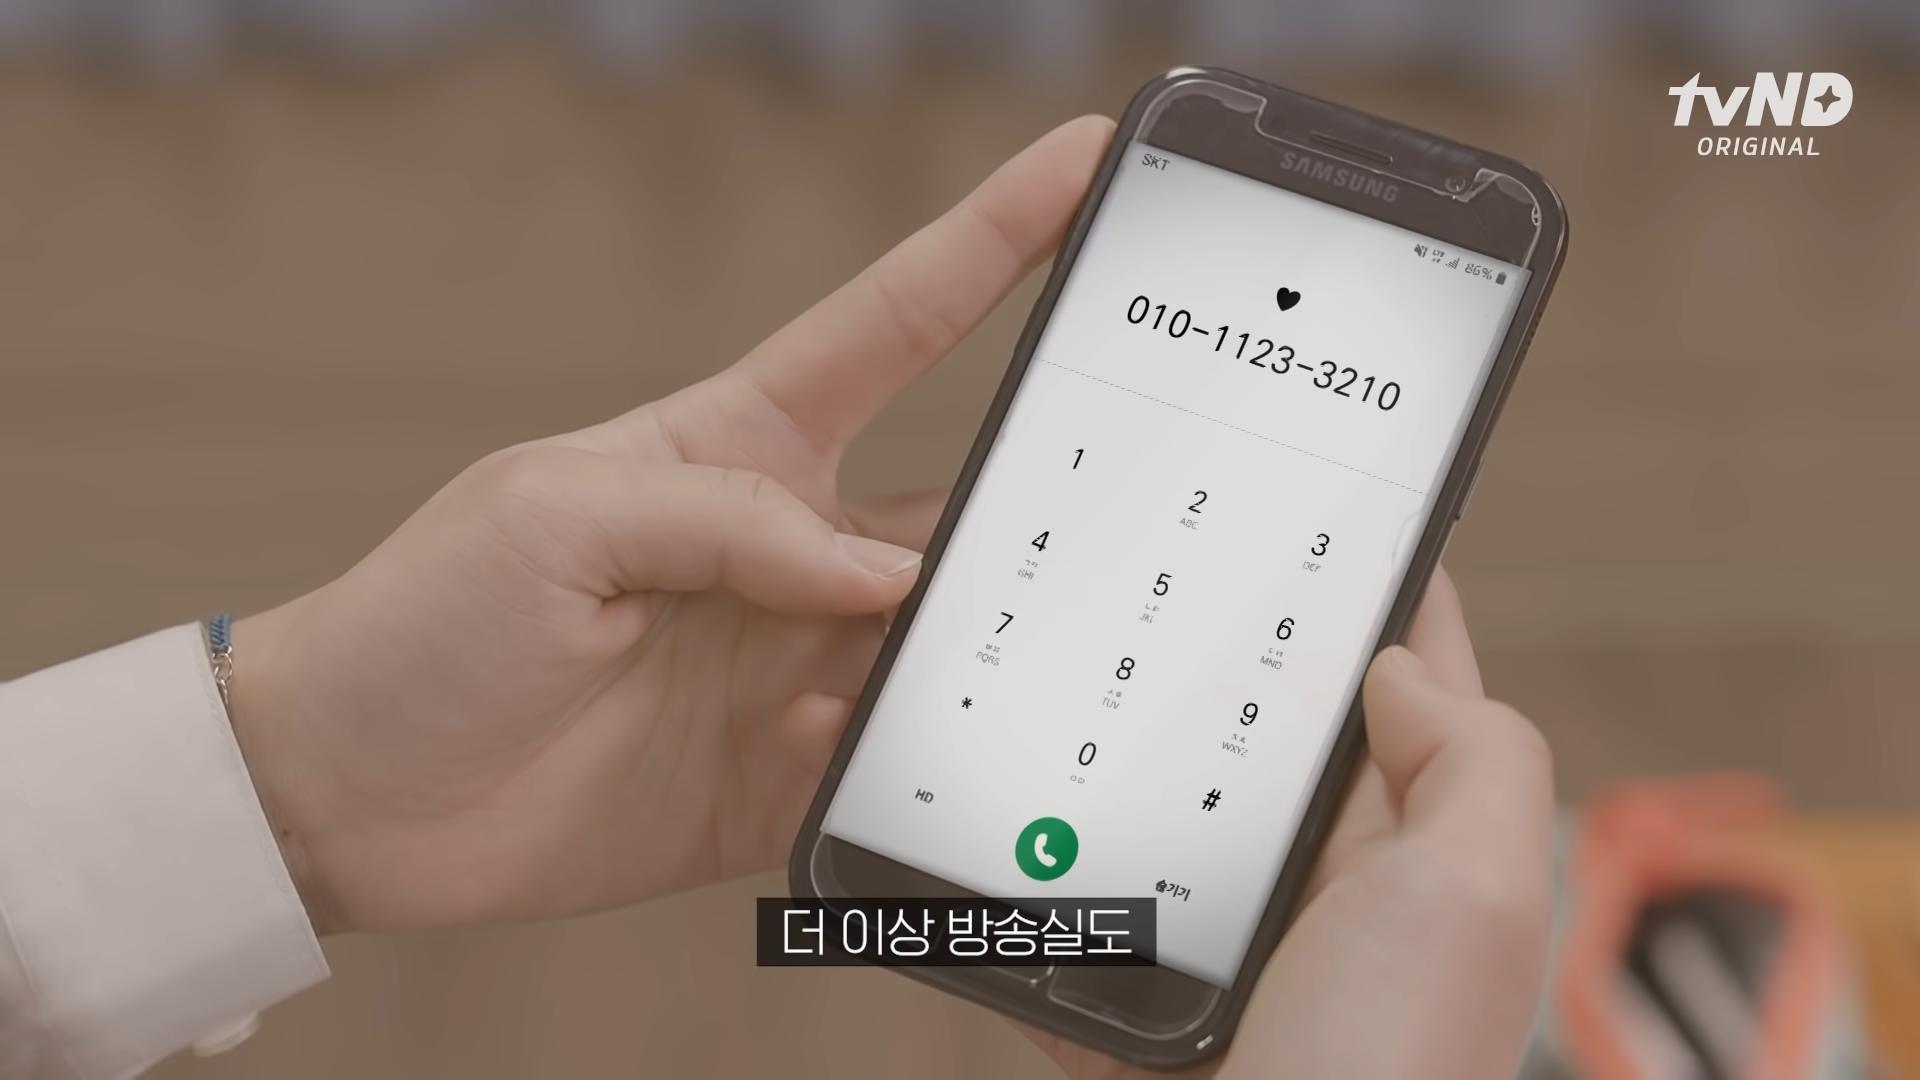 tvND
ORIGINAL
SKT
SAMSUNG
86%
♥
010-1123-3210
1
2
ABC
3
DEF
4
GHI
5
JKL
6
MNO
7
PQRS
8
TUV
9
WXYZ
*
0
#
HD
숨기기
더 이상 방송실도